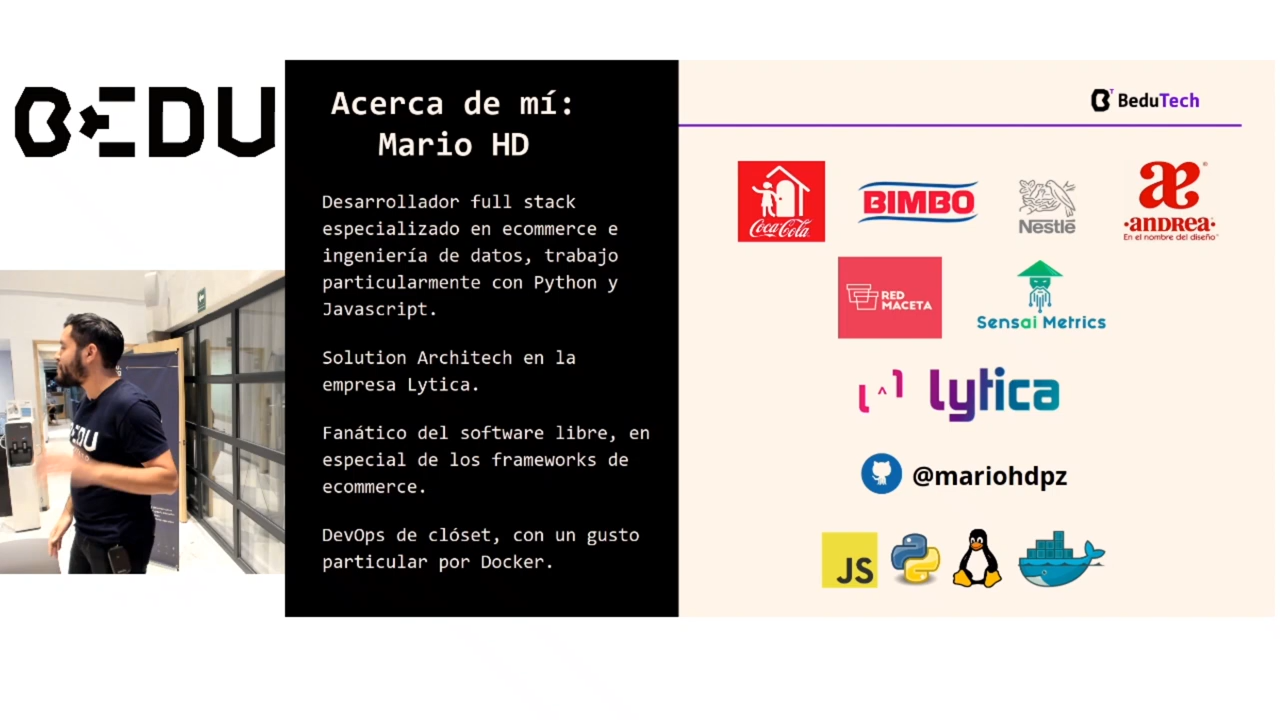 BEDU
Acerca de mí:
Mario HD
Desarrollador full stack
especializado en ecommerce e
ingeniería de datos, trabajo
particularmente con Python y
Javascript.
Solution Architech en la
empresa Lytica.
Fanático del software libre, en
especial de los frameworks de
ecommerce.
DevOps de clóset, con un gusto
particular por Docker.
BeduTech
Coca-Cola
BIMBO
Nestlé
ANDREA
En el nombre del diseño
RED
MACETA
Sensai Metrics
lytica
@mariohdpz
JS